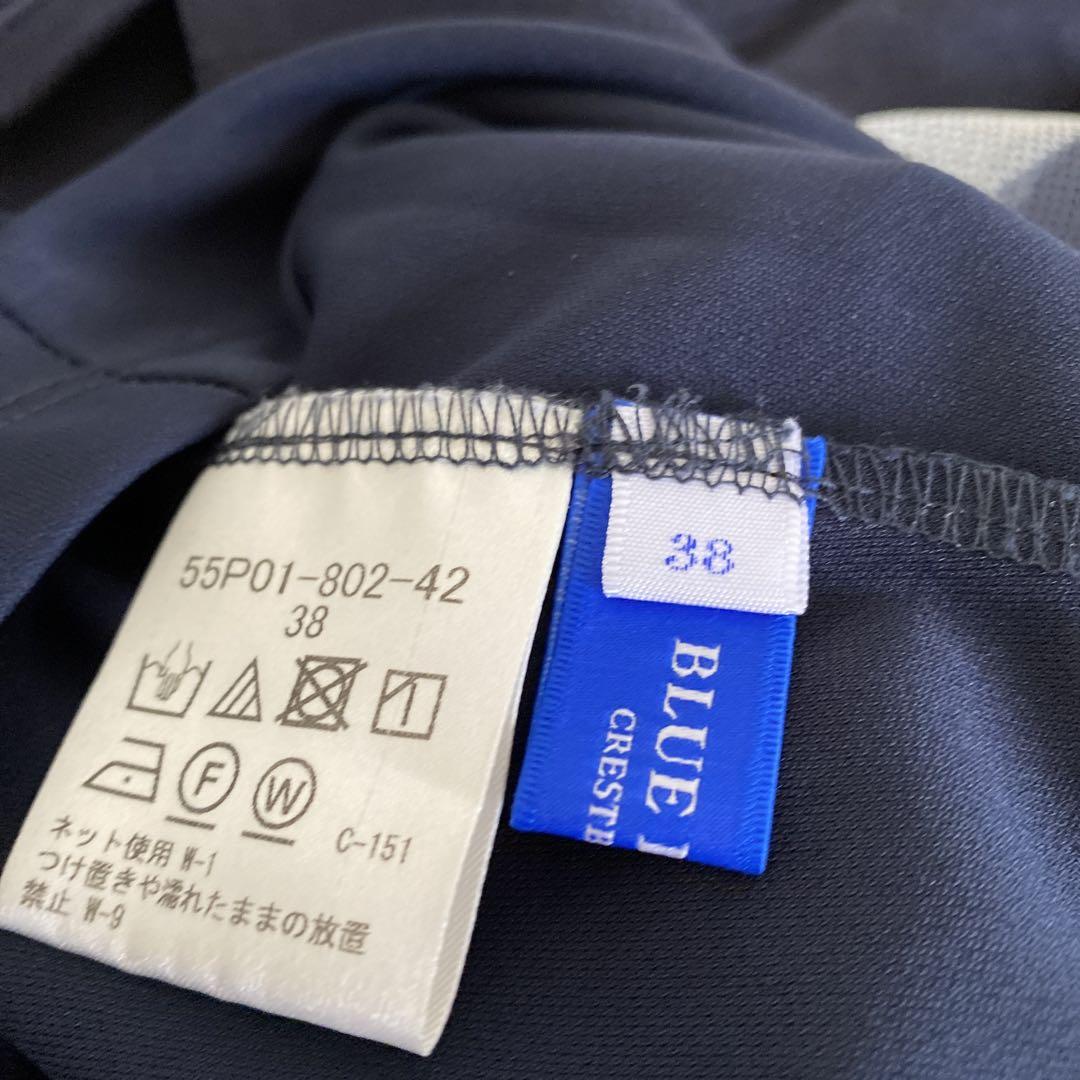 55P01-802-42
38
F W
C-151
ネット使用 W-1
つけ置きや濡れたままの放置
禁止 W-9
38
BLUE
CREST